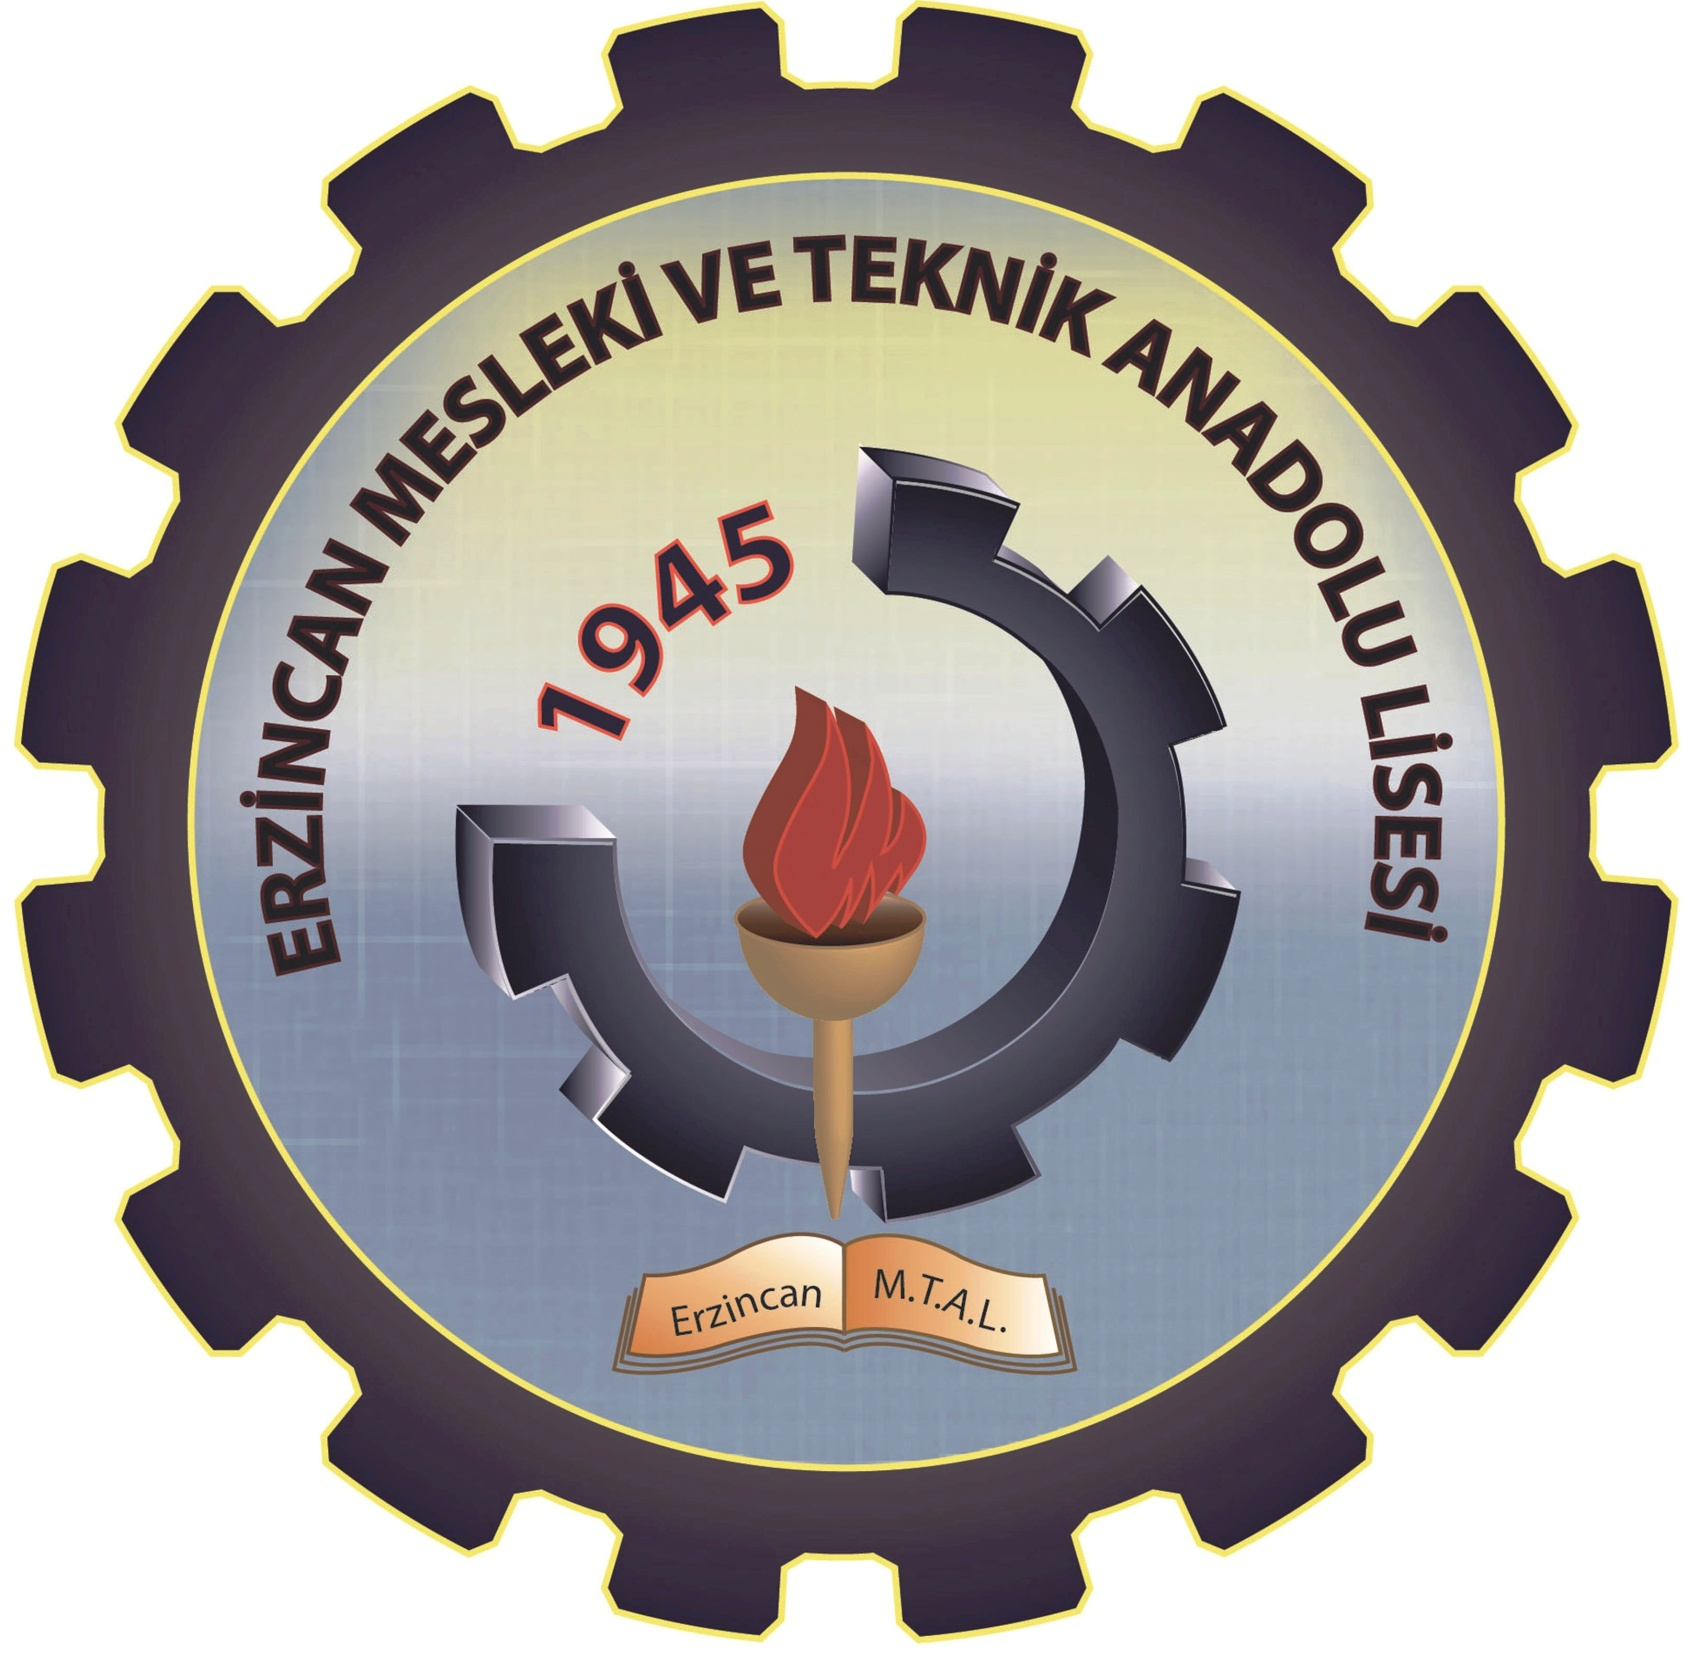 ERZİNCAN MESLEKİ VE TEKNİK ANADOLU LİSESİ
1945
Erzincan M.T.A.L.